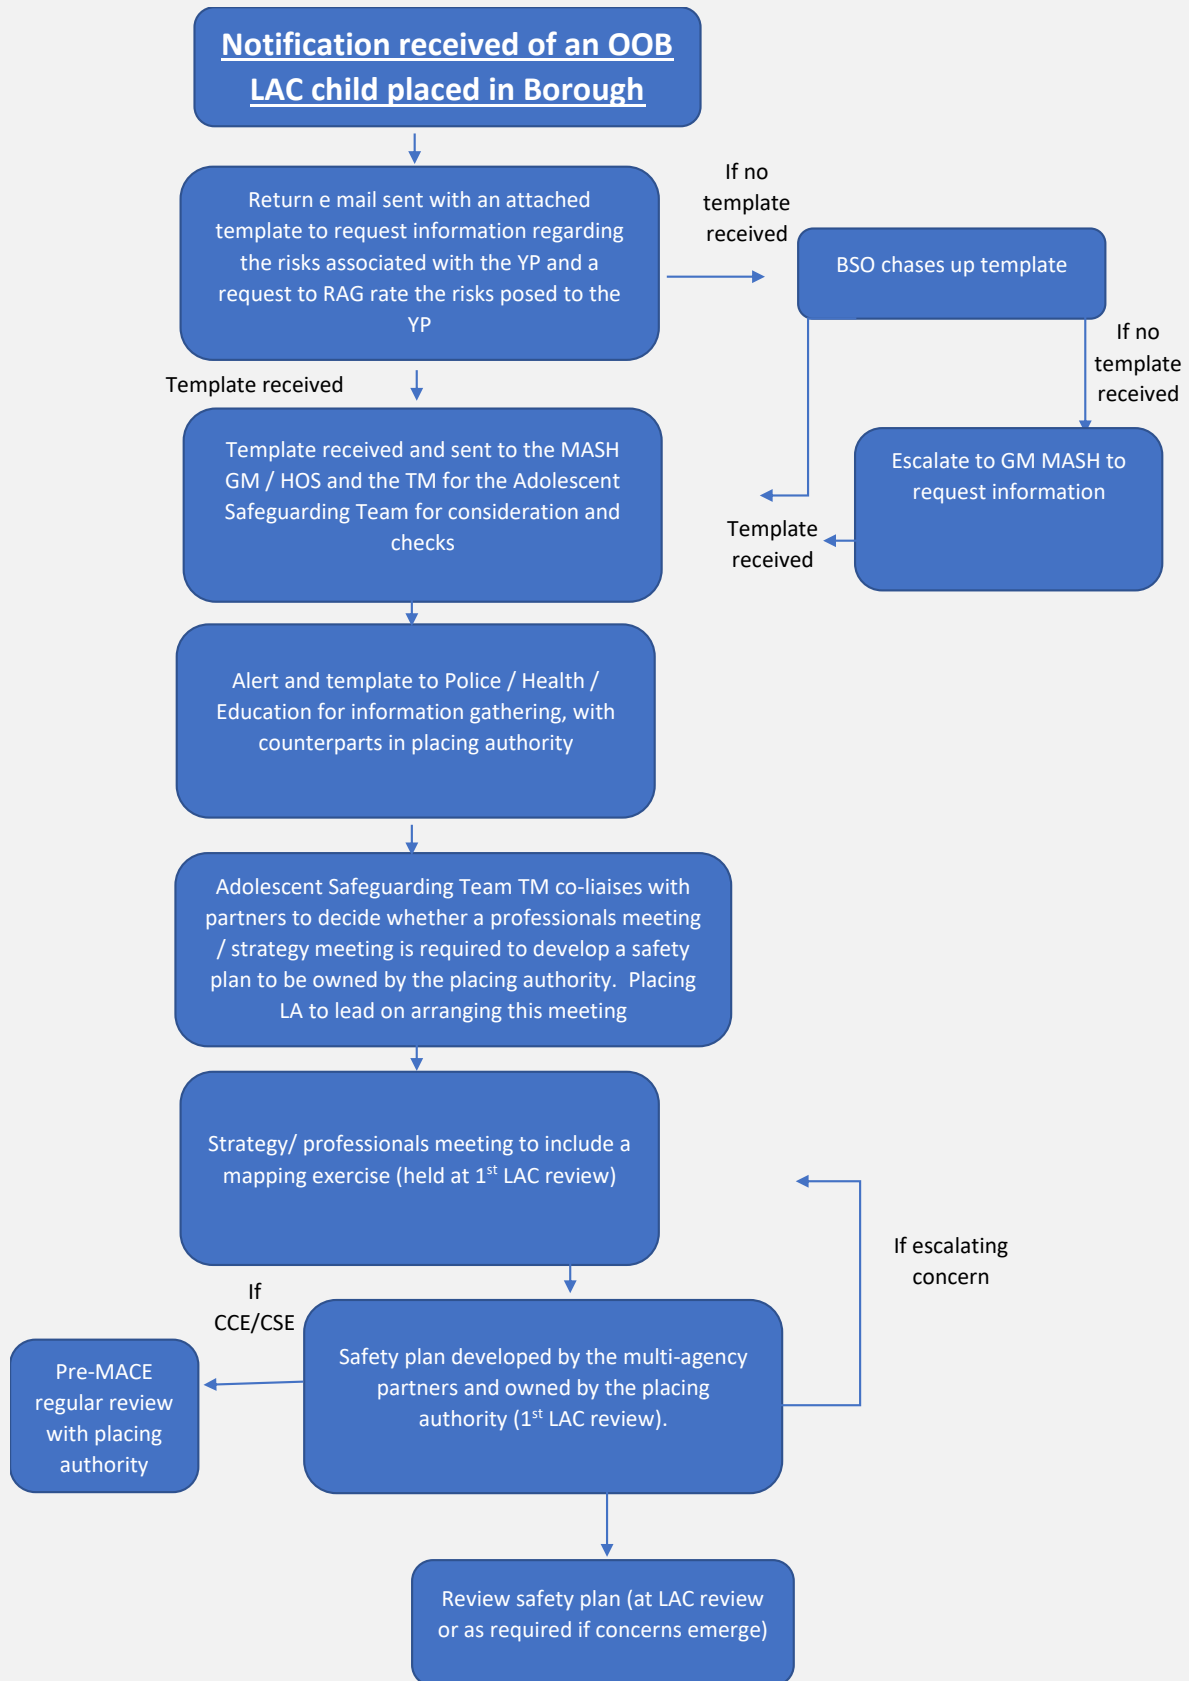 Notification received of an OOB
LAC child placed in Borough
Return e mail sent with an attached
template to request information regarding
the risks associated with the YP and a
request to RAG rate the risks posed to the
YP
If no
template
received
BSO chases up template
If no
template
received
Template received
Template received and sent to the MASH
GM / HOS and the TM for the Adolescent
Safeguarding Team for consideration and
checks
Escalate to GM MASH to
request information
Template
received
Alert and template to Police / Health /
Education for information gathering, with
counterparts in placing authority
Adolescent Safeguarding Team TM co-liaises with
partners to decide whether a professionals meeting
/ strategy meeting is required to develop a safety
plan to be owned by the placing authority.  Placing
LA to lead on arranging this meeting
Strategy/ professionals meeting to include a
mapping exercise (held at 1st LAC review)
If escalating
concern
If
CCE/CSE
Pre-MACE
regular review
with placing
authority
Safety plan developed by the multi-agency
partners and owned by the placing
authority (1st LAC review).
Review safety plan (at LAC review
or as required if concerns emerge)